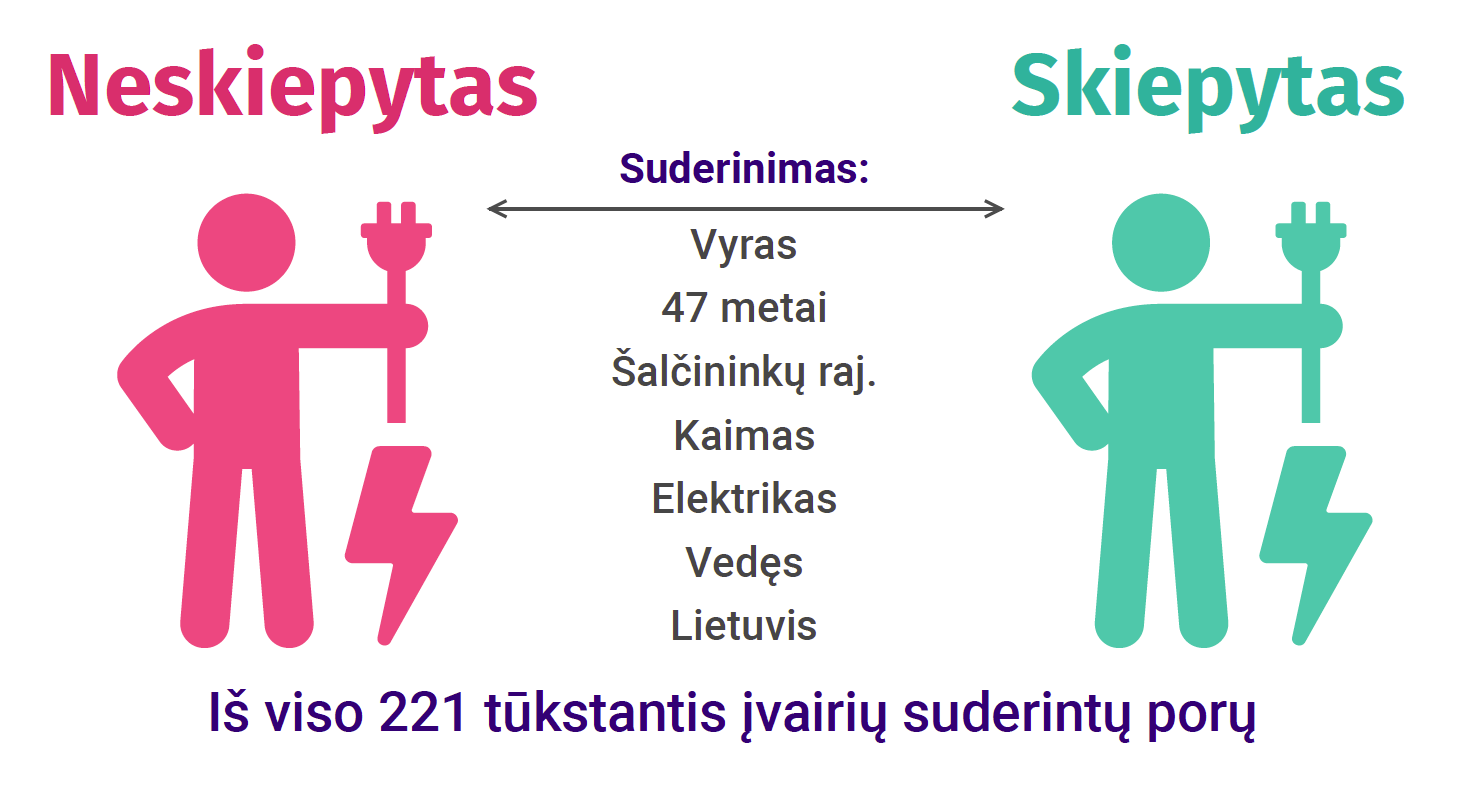 Neskiepytas
Skiepytas
Suderinimas:
Vyras
47 metai
Šalčininkų raj.
Kaimas
Elektrikas
Vedęs
Lietuvis
Iš viso 221 tūkstantis įvairių suderintų porų